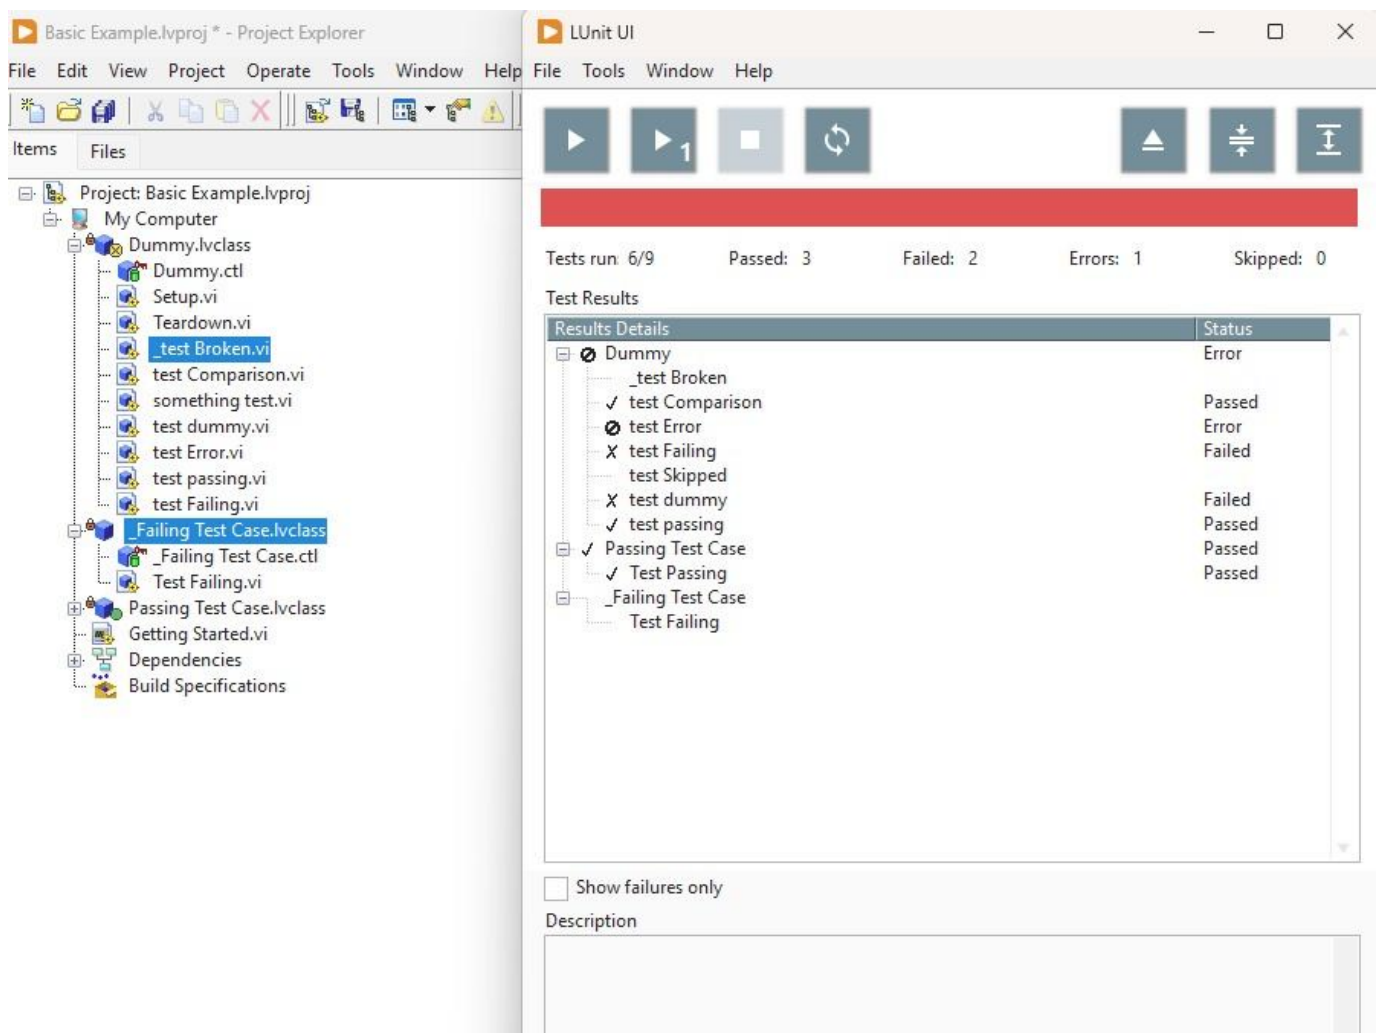 Basic Example.lvproj * - Project Explorer
File Edit View Project Operate Tools Window Help
Items Files
Project: Basic Example.lvproj
My Computer
Dummy.lvclass
Dummy.ctl
Setup.vi
Teardown.vi
_test Broken.vi
test Comparison.vi
something test.vi
test dummy.vi
test Error.vi
test passing.vi
test Failing.vi
_Failing Test Case.lvclass
_Failing Test Case.ctl
Test Failing.vi
Passing Test Case.lvclass
Getting Started.vi
Dependencies
Build Specifications
LUnit UI
File Tools Window Help
1
Tests run: 6/9 Passed: 3 Failed: 2 Errors: 1 Skipped: 0
Test Results
Results Details Status
Dummy Error
_test Broken
test Comparison Passed
test Error Error
test Failing Failed
test Skipped
test dummy Failed
test passing Passed
Passing Test Case Passed
Test Passing Passed
_Failing Test Case
Test Failing
Show failures only
Description